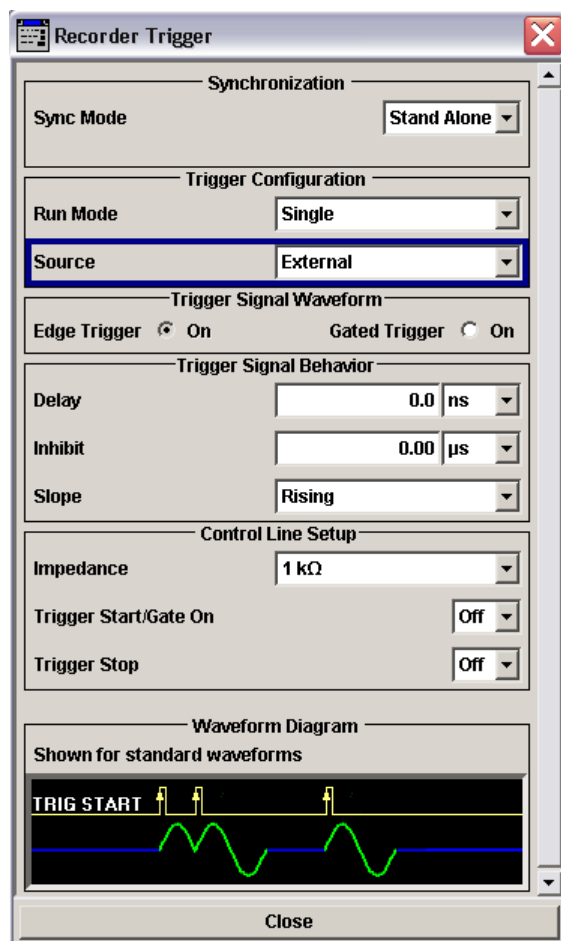 Recorder Trigger
Synchronization
Sync Mode Stand Alone
Trigger Configuration
Run Mode Single
Source External
Trigger Signal Waveform
Edge Trigger On Gated Trigger On
Trigger Signal Behavior
Delay 0.0 ns
Inhibit 0.00 µs
Slope Rising
Control Line Setup
Impedance 1 kΩ
Trigger Start/Gate On Off
Trigger Stop Off
Waveform Diagram
Shown for standard waveforms
TRIG START
Close